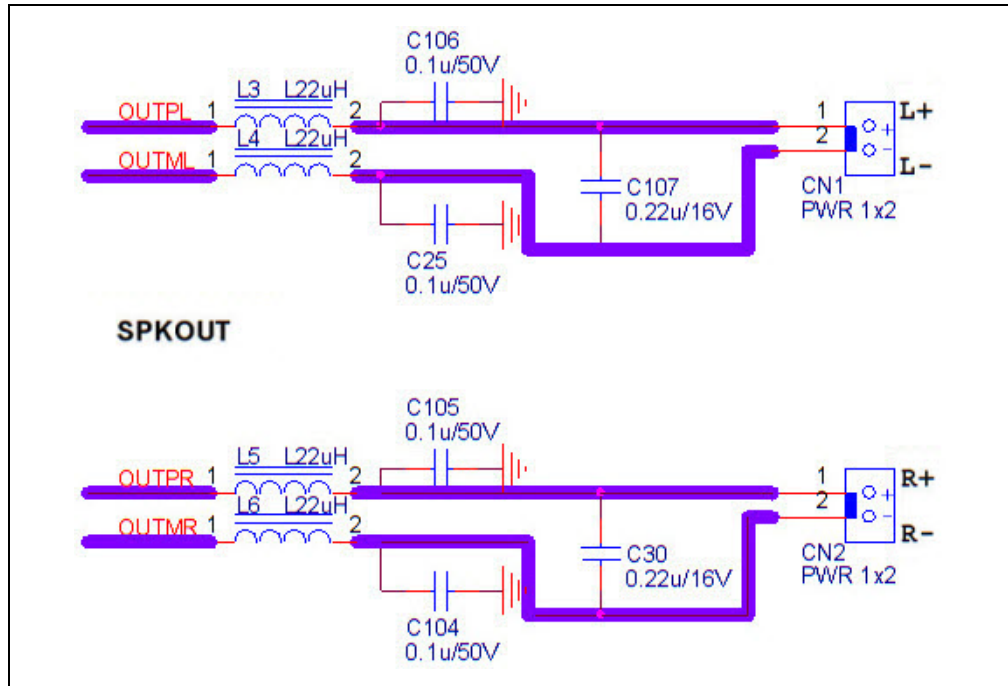 C106
0.1u/50V
L3 L22uH
OUTPL 1 2
L4 L22uH
OUTML 1 2
1 L+
2
L-
C107
0.22u/16V
CN1
PWR 1x2
C25
0.1u/50V
SPKOUT
C105
0.1u/50V
L5 L22uH
OUTPR 1 2
L6 L22uH
OUTMR 1 2
1 R+
2
R-
C30
0.22u/16V
CN2
PWR 1x2
C104
0.1u/50V